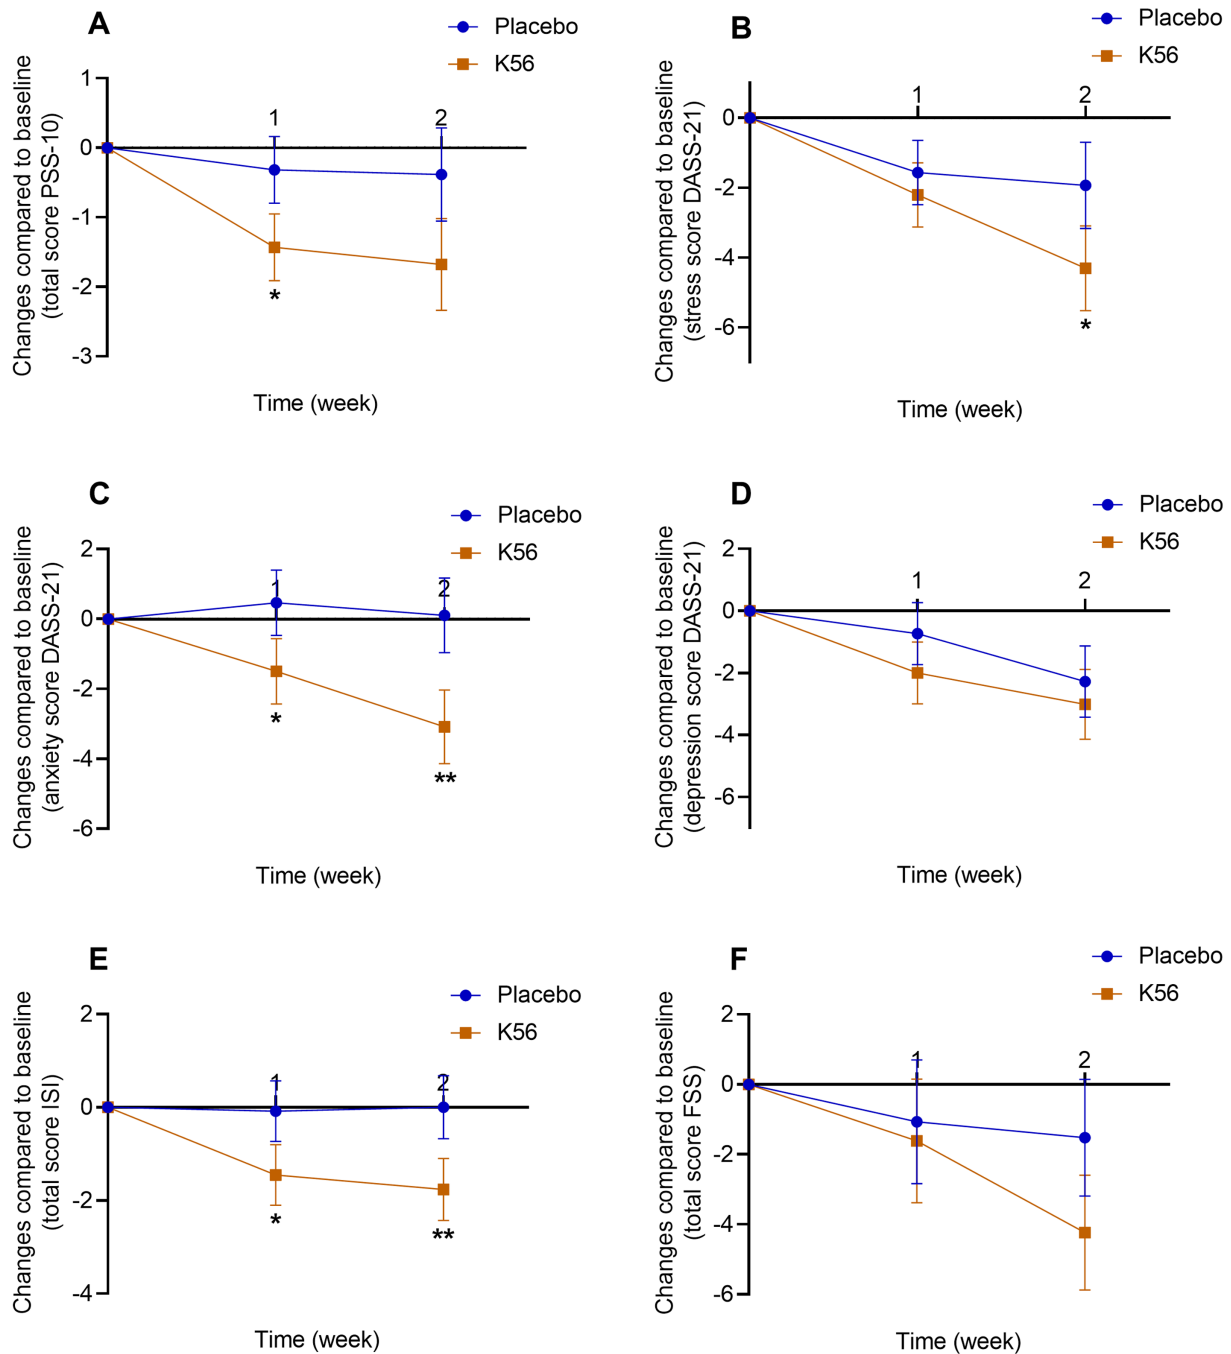 A
Placebo
K56
Changes compared to baseline
(total score PSS-10)
1
0
-1
-2
-3
1
2
*
Time (week)
B
Placebo
K56
Changes compared to baseline
(stress score DASS-21)
0
-2
-4
-6
1
2
*
Time (week)
C
Placebo
K56
Changes compared to baseline
(anxiety score DASS-21)
2
0
-2
-4
-6
1
2
*
**
Time (week)
D
Placebo
K56
Changes compared to baseline
(depression score DASS-21)
2
0
-2
-4
-6
1
2
Time (week)
E
Placebo
K56
Changes compared to baseline
(total score ISI)
2
0
-2
-4
1
2
*
**
Time (week)
F
Placebo
K56
Changes compared to baseline
(total score FSS)
2
0
-2
-4
-6
1
2
Time (week)